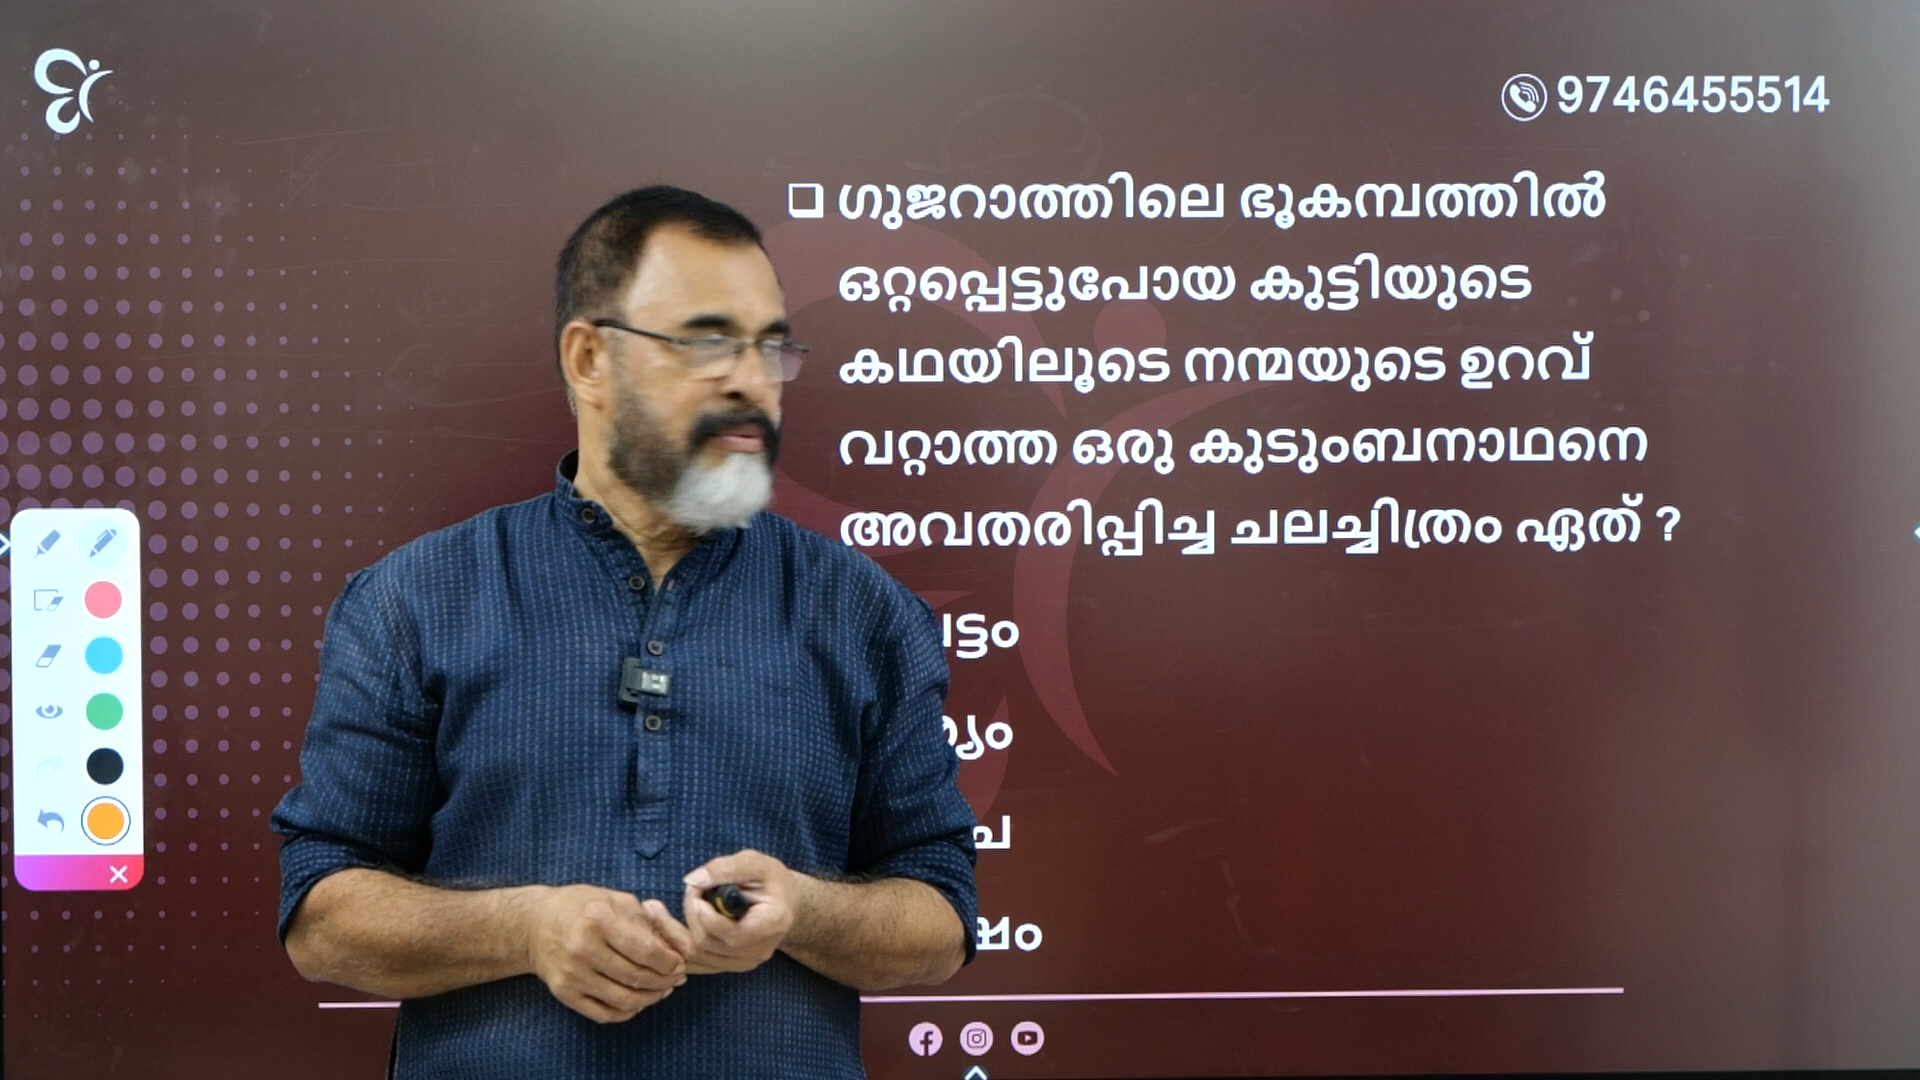 9746455514
ഗുജറാത്തിലെ ഭൂകമ്പത്തിൽ
ഒറ്റപ്പെട്ടുപോയ കുട്ടിയുടെ
കഥയിലൂടെ നന്മയുടെ ഉറവ്
വറ്റാത്ത ഒരു കുടുംബനാഥനെ
അവതരിപ്പിച്ച ചലച്ചിത്രം ഏത് ?